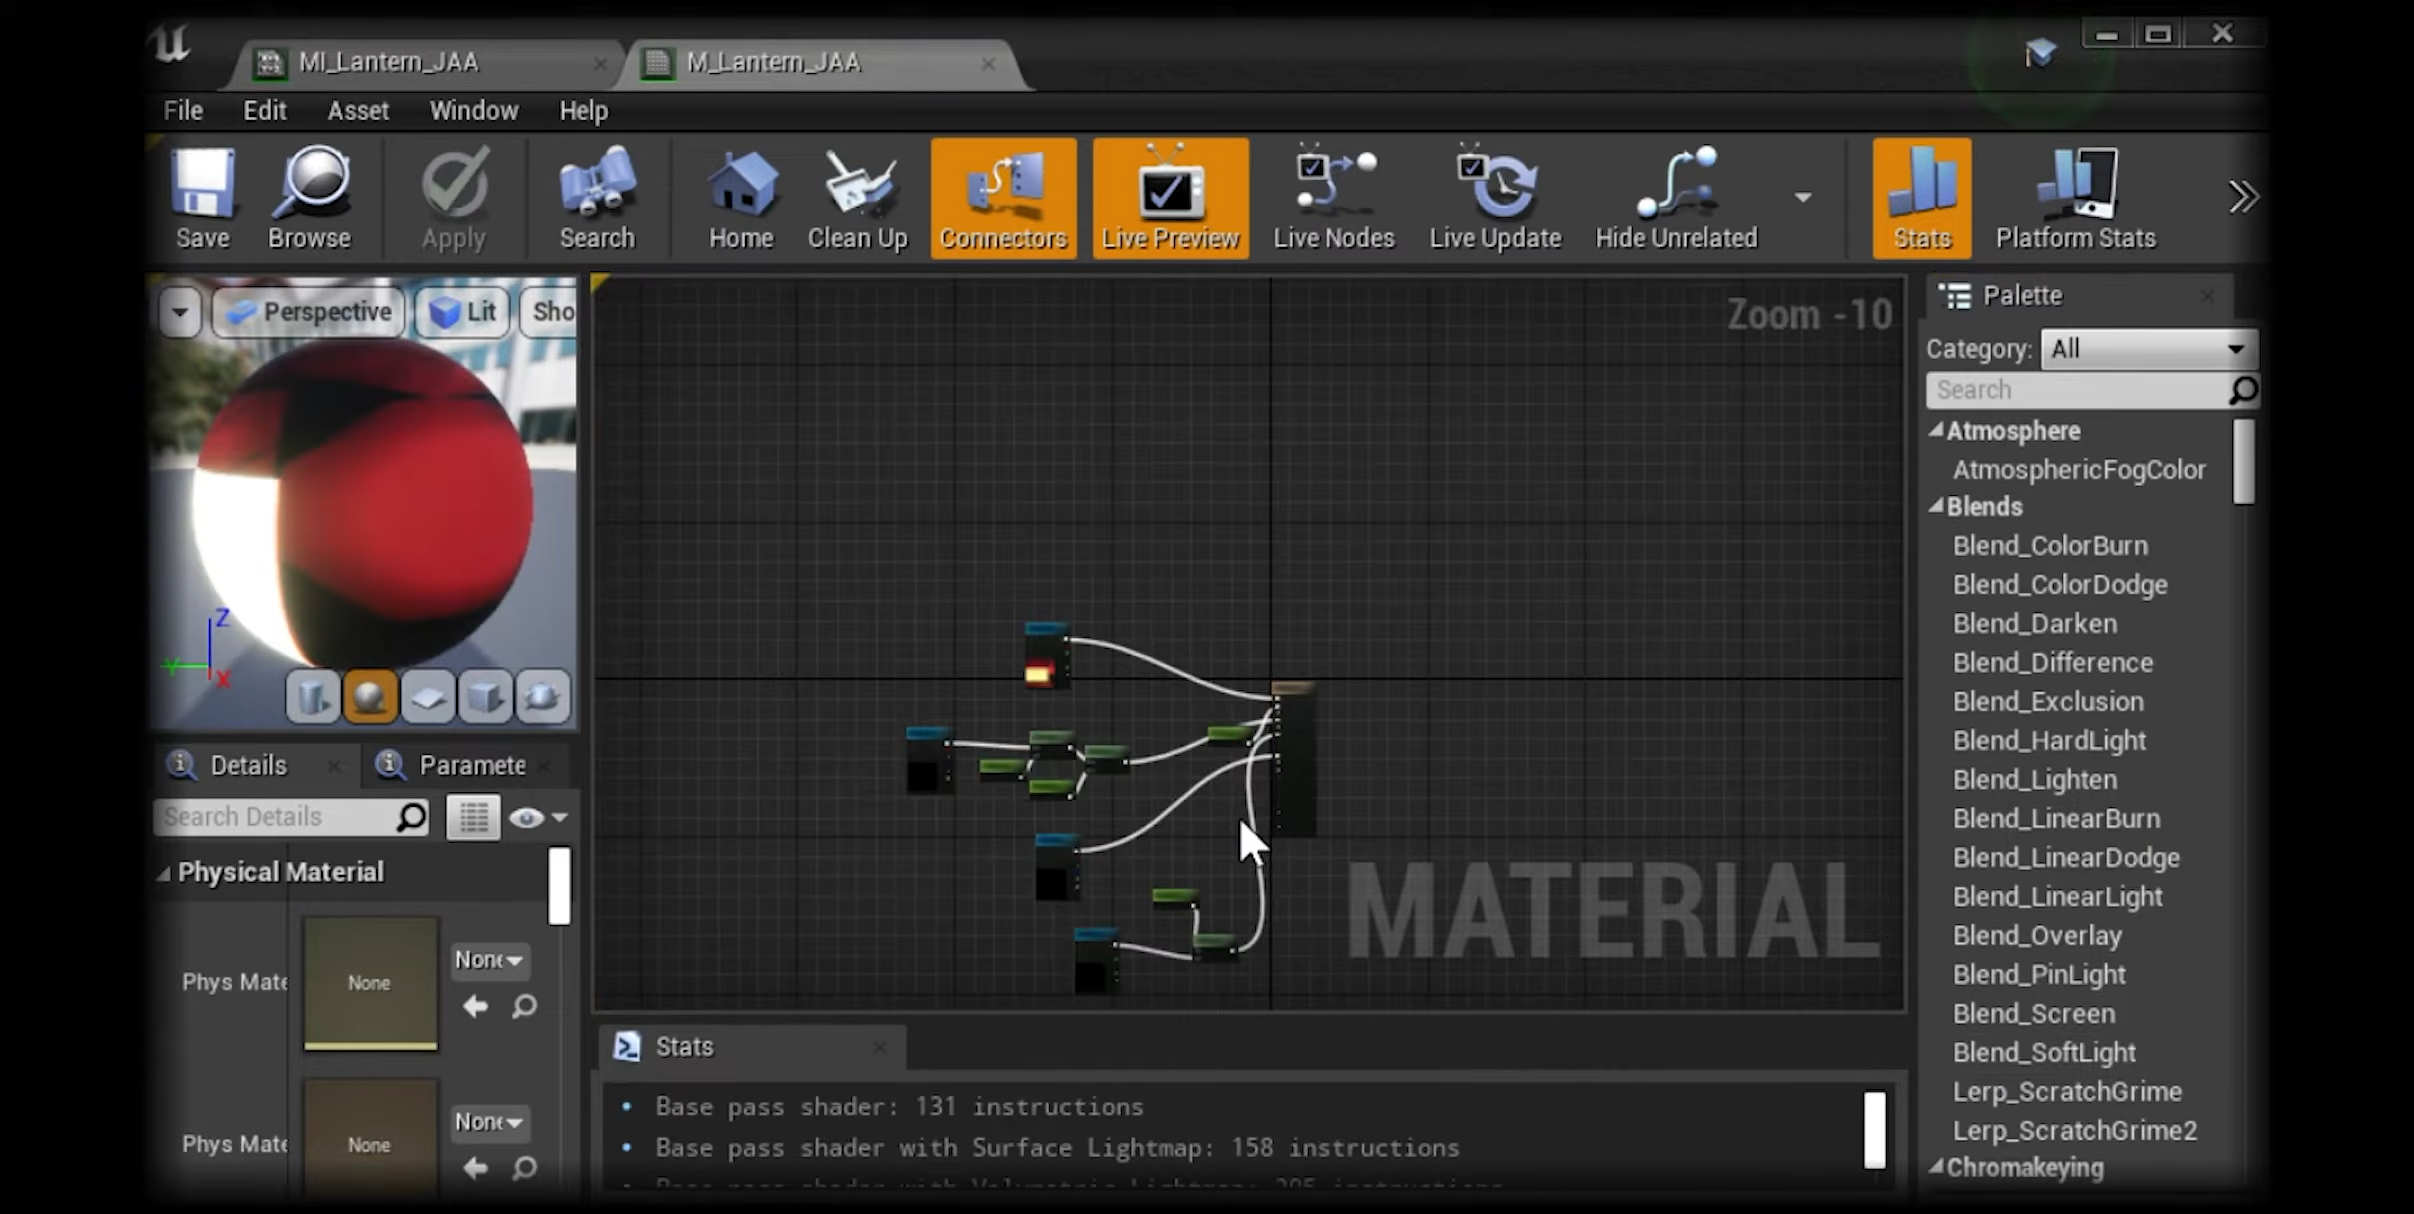 MI_Lantern_JAA
M_Lantern_JAA
File Edit Asset Window Help
Save Browse Apply Search Home Clean Up Connectors Live Preview Live Nodes Live Update Hide Unrelated Stats Platform Stats
Perspective Lit Sho
Zoom -10
Palette
Category: All
Search
Atmosphere
AtmosphericFogColor
Blends
Blend_ColorBurn
Blend_ColorDodge
Blend_Darken
Blend_Difference
Blend_Exclusion
Blend_HardLight
Blend_Lighten
Blend_LinearBurn
Blend_LinearDodge
Blend_LinearLight
Blend_Overlay
Blend_PinLight
Blend_Screen
Blend_SoftLight
Lerp_ScratchGrime
Lerp_ScratchGrime2
Chromakeying
Z
Y
X
Details Paramete
Search Details
Physical Material
Phys Mate None None
Phys Mate None None
MATERIAL
Stats
Base pass shader: 131 instructions
Base pass shader with Surface Lightmap: 158 instructions